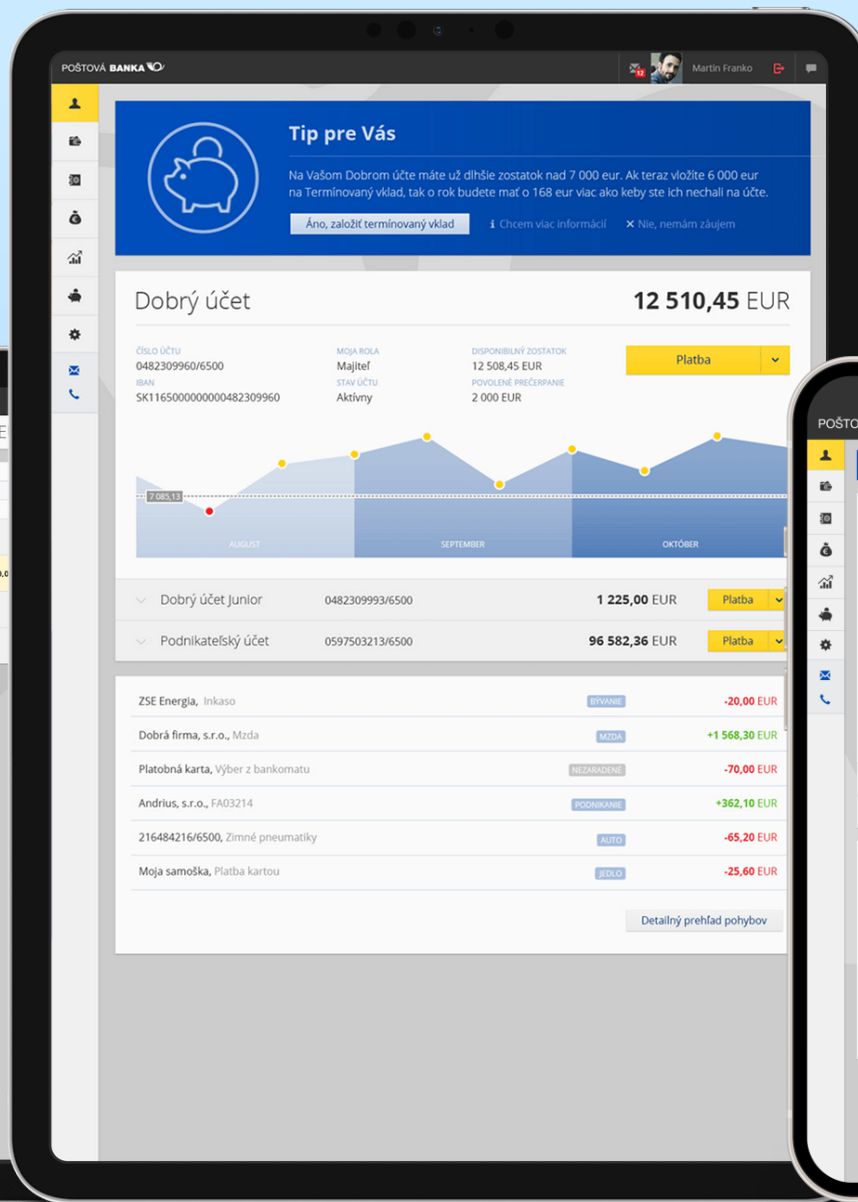 POŠTOVÁ BANKA
12
Martin Franko
Tip pre Vás
Na Vašom Dobrom účte máte už dlhšie zostatok nad 7 000 eur. Ak teraz vložíte 6 000 eur
na Termínovaný vklad, tak o rok budete mať o 168 eur viac ako keby ste ich nechali na účte.
Áno, založiť termínovaný vklad
Chcem viac informácií
Nie, nemám záujem
Dobrý účet
12 510,45 EUR
ČÍSLO ÚČTU
MOJA ROLA
DISPONIBILNÝ ZOSTATOK
0482309960/6500
Majiteľ
12 508,45 EUR
Platba
IBAN
STAV ÚČTU
POVOLENÉ PREČERPANIE
SK1165000000000482309960
Aktívny
2 000 EUR
7 085,13
AUGUST
SEPTEMBER
OKTÓBER
Dobrý účet Junior
0482309993/6500
1 225,00 EUR
Platba
Podnikateľský účet
0597503213/6500
96 582,36 EUR
Platba
ZSE Energia, Inkaso
BÝVANIE
-20,00 EUR
Dobrá firma, s.r.o., Mzda
MZDA
+1 568,30 EUR
Platobná karta, Výber z bankomatu
NEZARADENÉ
-70,00 EUR
Andrius, s.r.o., FA03214
PODNIKANIE
+362,10 EUR
216484216/6500, Zimné pneumatiky
AUTO
-65,20 EUR
Moja samoška, Platba kartou
JEDLO
-25,60 EUR
Detailný prehľad pohybov
POŠTO